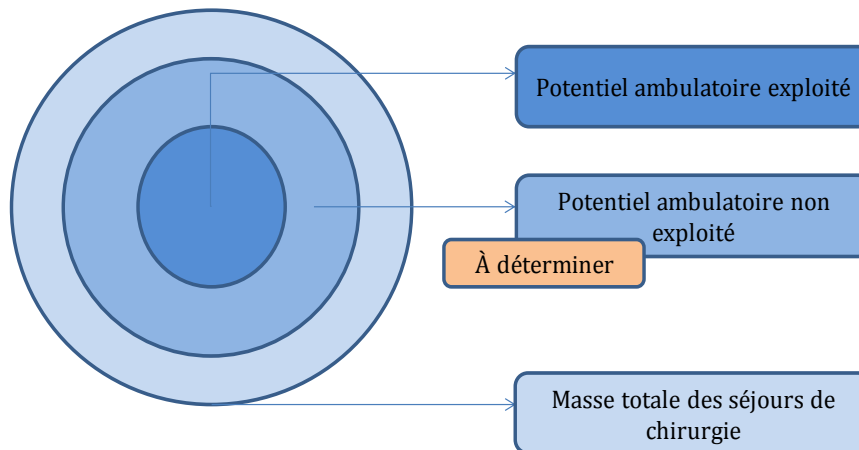 Potentiel ambulatoire exploité
Potentiel ambulatoire non
exploité
À déterminer
Masse totale des séjours de
chirurgie